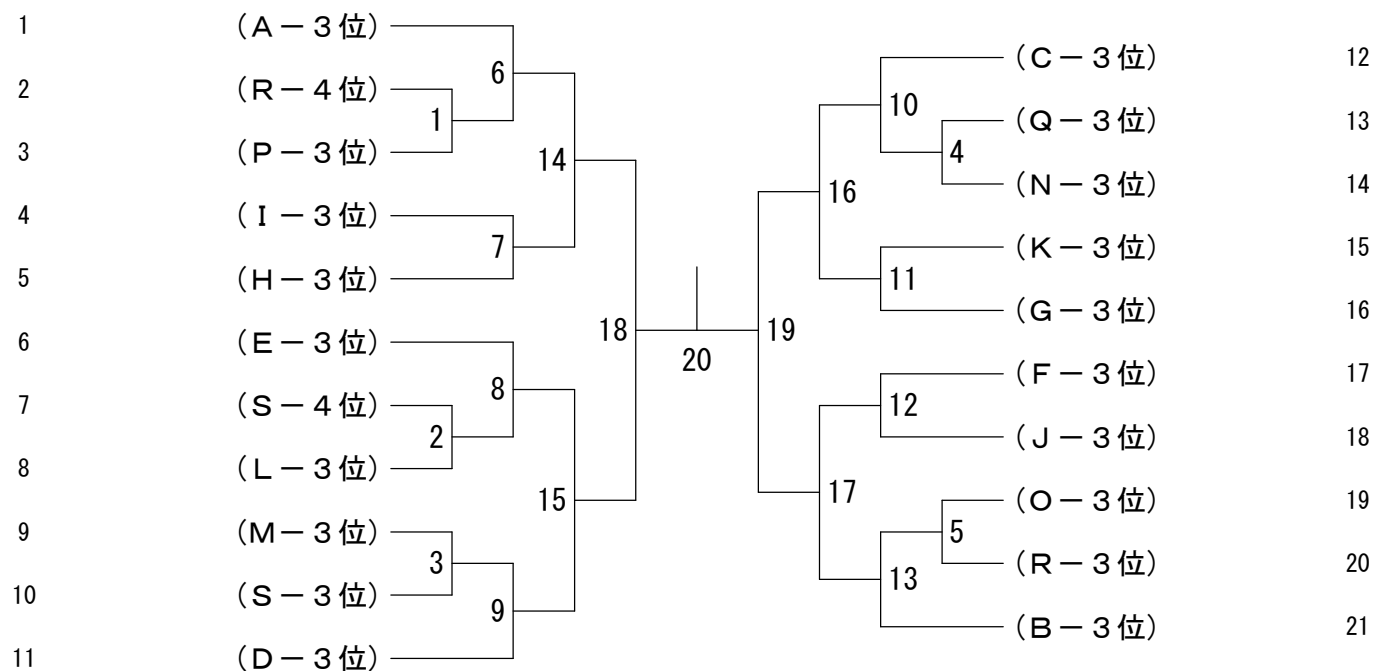 1 (A－3位)
6
(C－3位) 12
2 (R－4位)
1
10
(Q－3位) 13
4
3 (P－3位)
14
(N－3位) 14
16
4 (I－3位)
7
(K－3位) 15
11
5 (H－3位)
(G－3位) 16
18
19
20
6 (E－3位)
8
(F－3位) 17
12
7 (S－4位)
2
(J－3位) 18
8 (L－3位)
15
17
(O－3位) 19
5
9 (M－3位)
3
(R－3位) 20
13
10 (S－3位)
9
(B－3位) 21
11 (D－3位)